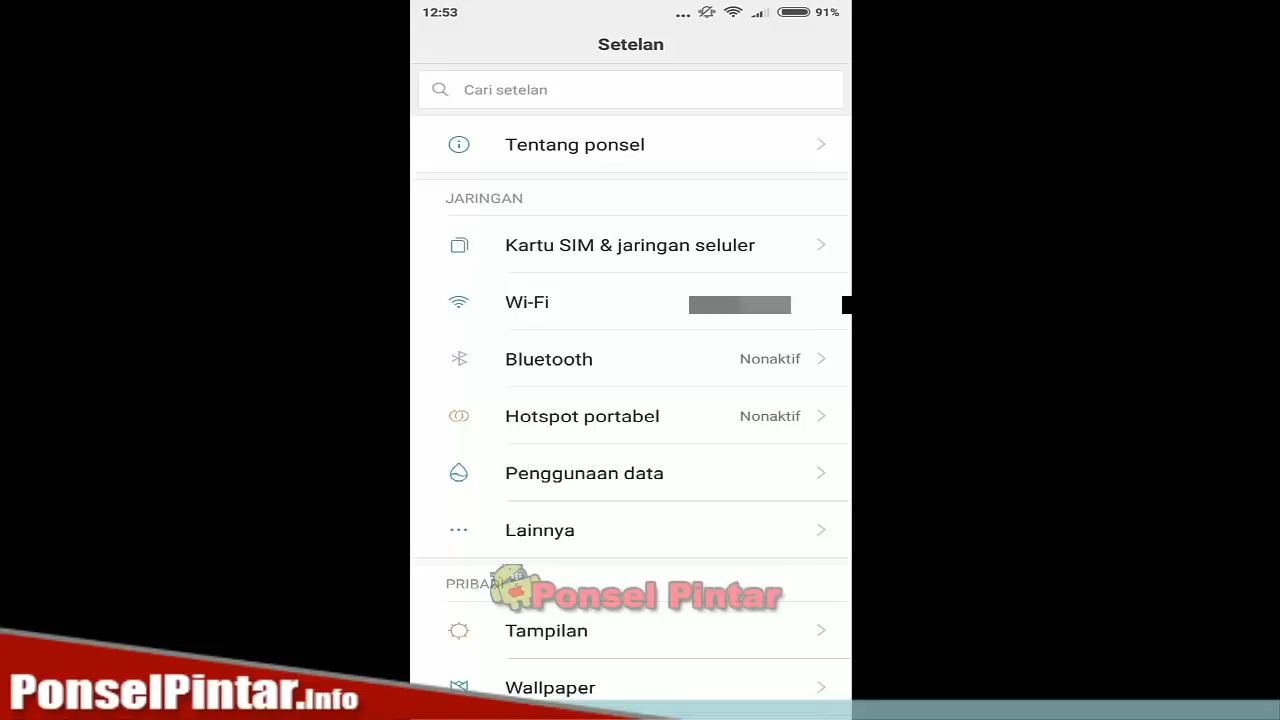 12:53 ... 91%
Setelan
Cari setelan
Tentang ponsel
JARINGAN
Kartu SIM & jaringan seluler
Wi-Fi
Bluetooth Nonaktif
Hotspot portabel Nonaktif
Penggunaan data
Lainnya
PRIBADI
Ponsel Pintar
Tampilan
Wallpaper
PonselPintar.Info